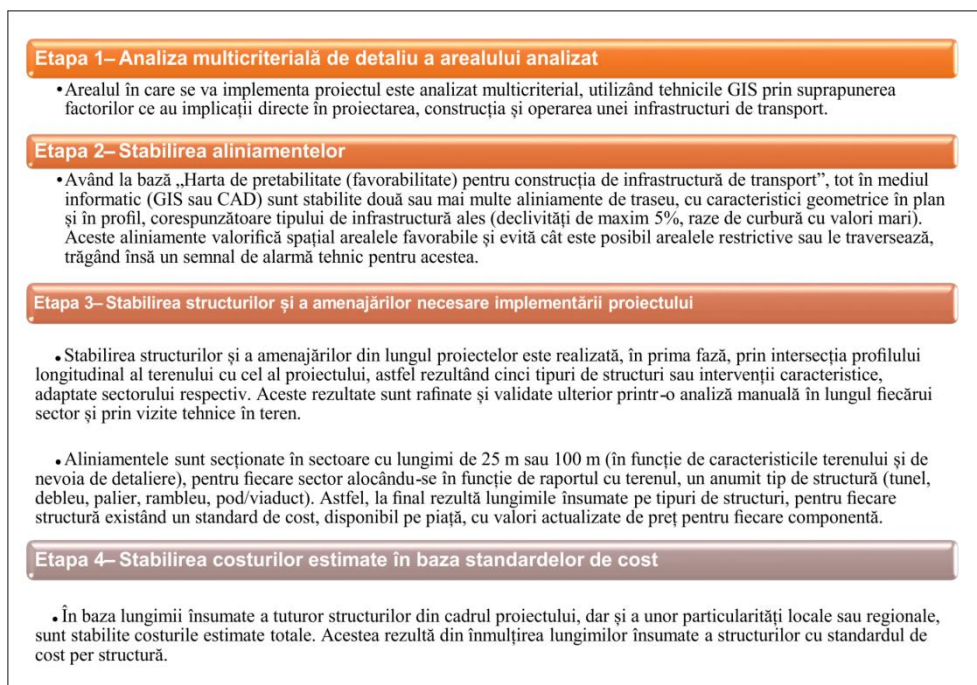 Etapa 1– Analiza multicriterială de detaliu a arealului analizat
•Arealul în care se va implementa proiectul este analizat multicriterial, utilizând tehnicile GIS prin suprapunerea
factorilor ce au implicații directe în proiectarea, construcția și operarea unei infrastructuri de transport.
Etapa 2– Stabilirea aliniamentelor
•Având la bază „Harta de pretabilitate (favorabilitate) pentru construcția de infrastructură de transport”, tot în mediul
informatic (GIS sau CAD) sunt stabilite două sau mai multe aliniamente de traseu, cu caracteristici geometrice în plan
și în profil, corespunzătoare tipului de infrastructură ales (declivități de maxim 5%, raze de curbură cu valori mari).
Aceste aliniamente valorifică spațial arealele favorabile și evită cât este posibil arealele restrictive sau le traversează,
trăgând însă un semnal de alarmă tehnic pentru acestea.
Etapa 3– Stabilirea structurilor și a amenajărilor necesare implementării proiectului
•Stabilirea structurilor și a amenajărilor din lungul proiectelor este realizată, în prima fază, prin intersecția profilului
longitudinal al terenului cu cel al proiectului, astfel rezultând cinci tipuri de structuri sau intervenții caracteristice,
adaptate sectorului respectiv. Aceste rezultate sunt rafinate și validate ulterior printr-o analiză manuală în lungul fiecărui
sector și prin vizite tehnice în teren.
•Aliniamentele sunt secționate în sectoare cu lungimi de 25 m sau 100 m (în funcție de caracteristicile terenului și de
nevoia de detaliere), pentru fiecare sector alocându-se în funcție de raportul cu terenul, un anumit tip de structură (tunel,
debleu, palier, rambleu, pod/viaduct). Astfel, la final rezultă lungimile însumate pe tipuri de structuri, pentru fiecare
structură existând un standard de cost, disponibil pe piață, cu valori actualizate de preț pentru fiecare componentă.
Etapa 4– Stabilirea costurilor estimate în baza standardelor de cost
•În baza lungimii însumate a tuturor structurilor din cadrul proiectului, dar și a unor particularități locale sau regionale,
sunt stabilite costurile estimate totale. Acestea rezultă din înmulțirea lungimilor însumate a structurilor cu standardul de
cost per structură.